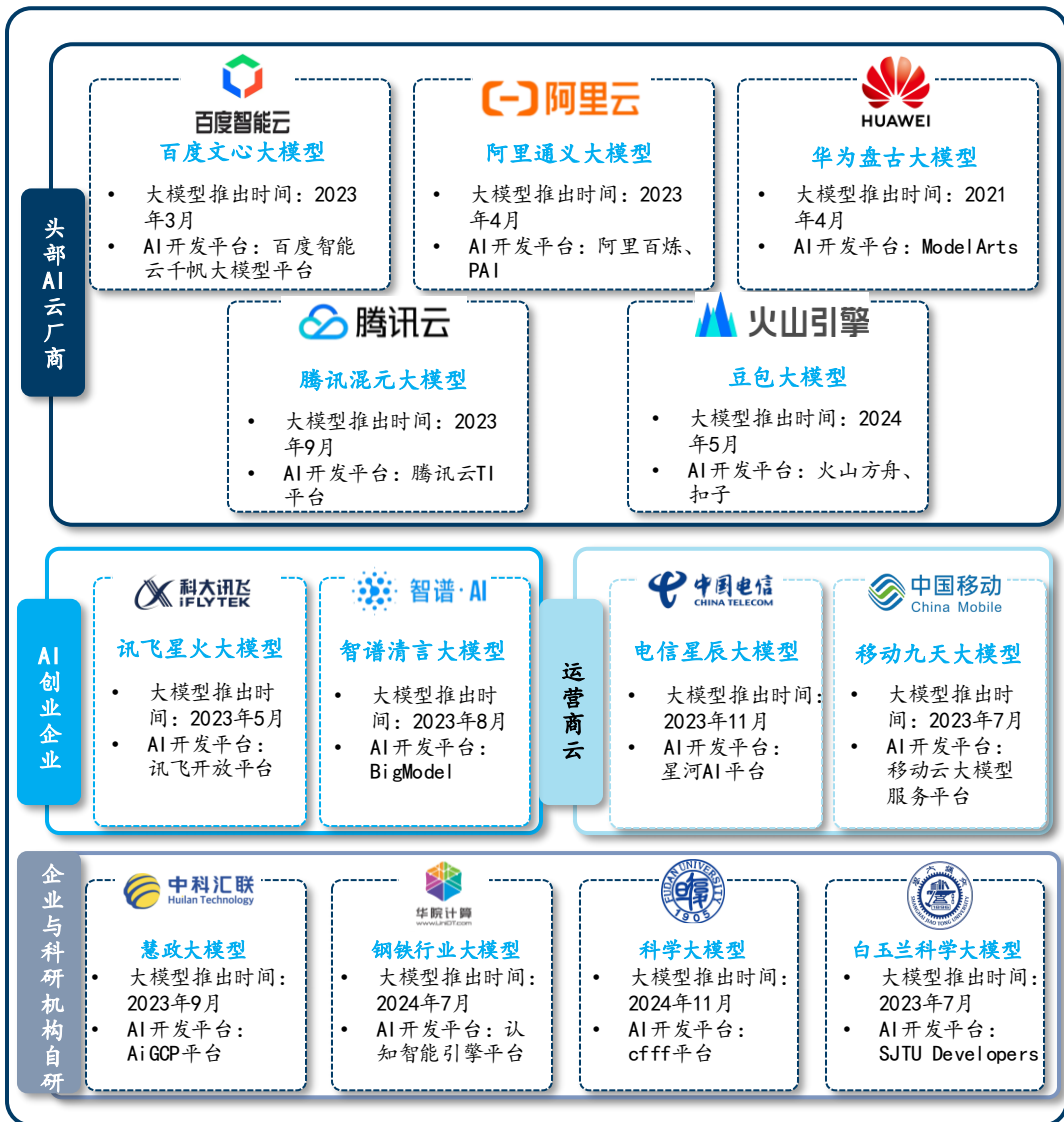 头部AI云厂商
百度智能云
百度文心大模型
• 大模型推出时间：2023
年3月
• AI开发平台：百度智能
云千帆大模型平台
阿里云
阿里通义大模型
• 大模型推出时间：2023
年4月
• AI开发平台：阿里百炼、
PAI
HUAWEI
华为盘古大模型
• 大模型推出时间：2021
年4月
• AI开发平台：ModelArts
腾讯云
腾讯混元大模型
• 大模型推出时间：2023
年9月
• AI开发平台：腾讯云TI
平台
火山引擎
豆包大模型
• 大模型推出时间：2024
年5月
• AI开发平台：火山方舟、
扣子
AI创业企业
科大讯飞
iFLYTEK
讯飞星火大模型
• 大模型推出时
间：2023年5月
• AI开发平台：
讯飞开放平台
智谱·AI
智谱清言大模型
• 大模型推出时
间：2023年8月
• AI开发平台：
BigModel
运营商云
中国电信
CHINA TELECOM
电信星辰大模型
• 大模型推出时间：
2023年11月
• AI开发平台：
星河AI平台
中国移动
China Mobile
移动九天大模型
• 大模型推出时
间：2023年7月
• AI开发平台：
移动云大模型
服务平台
企业与科研机构自研
中科汇联
Huilan Technology
慧政大模型
• 大模型推出时间：
2023年9月
• AI开发平台：
AiGCP平台
华院计算
www.UNIDT.com
钢铁行业大模型
• 大模型推出时间：
2024年7月
• AI开发平台：认
知智能引擎平台
FUDAN UNIVERSITY
1905
科学大模型
• 大模型推出时间：
2024年11月
• AI开发平台：
cfff平台
SHANGHAI JIAO TONG UNIVERSITY
白玉兰科学大模型
• 大模型推出时间：
2023年7月
• AI开发平台：
SJTU Developers